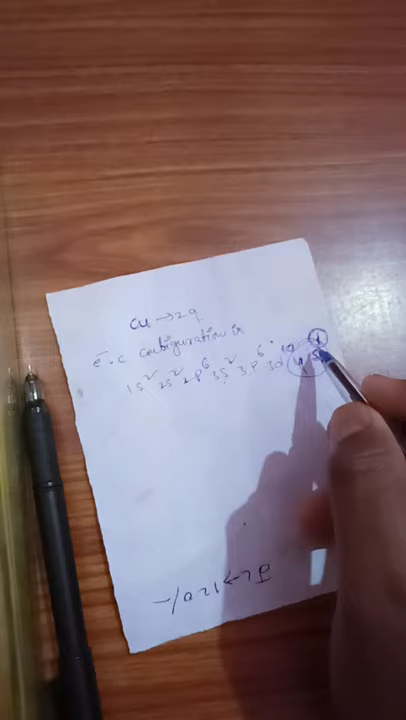 Cu → 29
e⁻.c configuration is
1s² 2s² 2p⁶ 3s² 3p⁶ 3d¹⁰ 4s¹